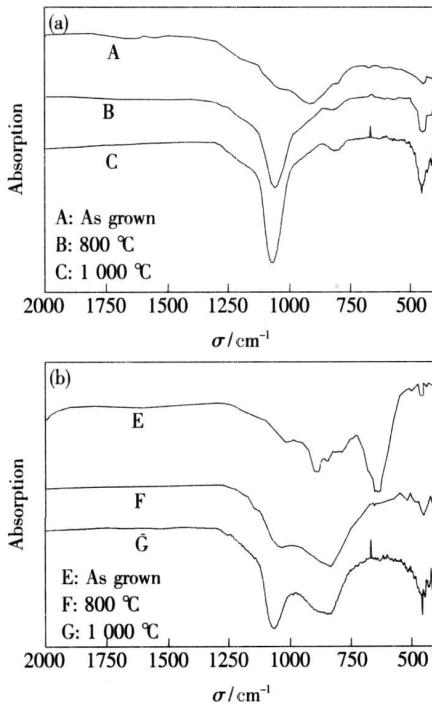 (a)
A
B
C
A: As grown
B: 800 ℃
C: 1 000 ℃
Absorption
2000 1750 1500 1250 1000 750 500
σ/cm⁻¹
(b)
E
F
G
E: As grown
F: 800 ℃
G: 1 000 ℃
Absorption
2000 1750 1500 1250 1000 750 500
σ/cm⁻¹